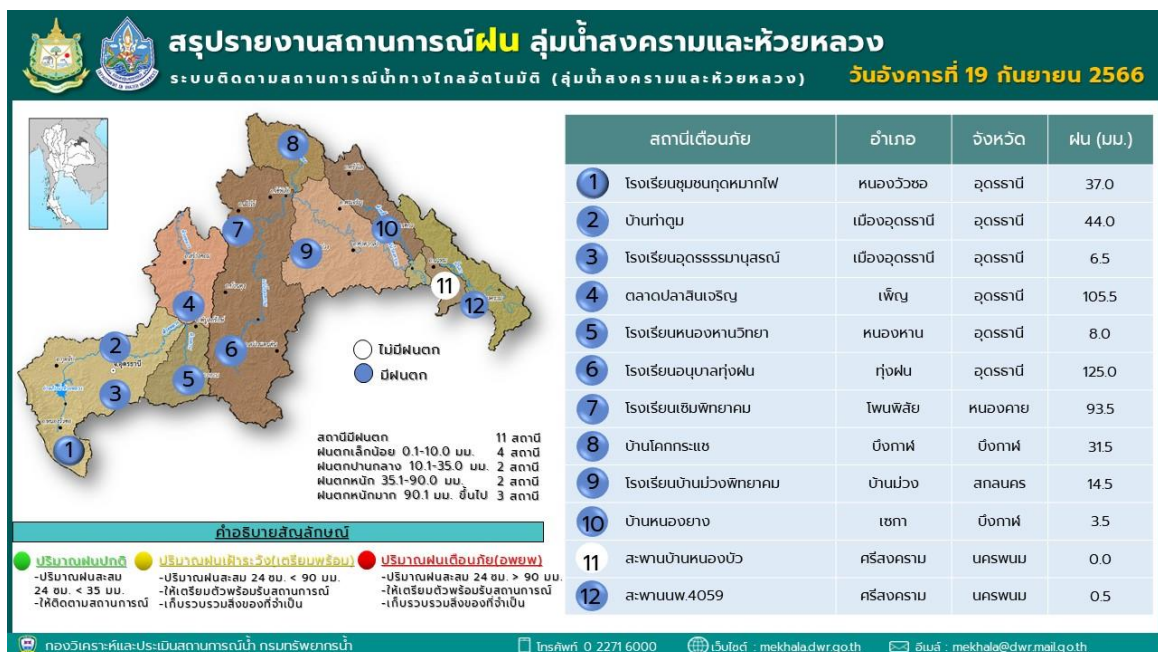 สรุปรายงานสถานการณ์ฝน ลุ่มน้ำสงครามและห้วยหลวง
ระบบติดตามสถานการณ์น้ำทางไกลอัตโนมัติ (ลุ่มน้ำสงครามและห้วยหลวง)
วันอังคารที่ 19 กันยายน 2566
8
7
10
9
11
12
4
2
6
5
3
1
ไม่มีฝนตก
มีฝนตก
สถานีมีฝนตก 11 สถานี
ฝนตกเล็กน้อย 0.1-10.0 มม. 4 สถานี
ฝนตกปานกลาง 10.1-35.0 มม. 2 สถานี
ฝนตกหนัก 35.1-90.0 มม. 2 สถานี
ฝนตกหนักมาก 90.1 มม. ขึ้นไป 3 สถานี
คำอธิบายสัญลักษณ์
ปริมาณฝนปกติ
-ปริมาณฝนสะสม
24 ชม. < 35 มม.
-ให้ติดตามสถานการณ์
ปริมาณฝนเฝ้าระวัง(เตรียมพร้อม)
-ปริมาณฝนสะสม 24 ชม. < 90 มม.
-ให้เตรียมตัวพร้อมรับสถานการณ์
-เก็บรวบรวมสิ่งของที่จำเป็น
ปริมาณฝนเตือนภัย(อพยพ)
-ปริมาณฝนสะสม 24 ชม. > 90 มม.
-ให้เตรียมตัวพร้อมรับสถานการณ์
-เก็บรวบรวมสิ่งของที่จำเป็น
สถานีเตือนภัย อำเภอ จังหวัด ฝน (มม.)
1 โรงเรียนชุมชนกุดหมากไฟ หนองวัวซอ อุดรธานี 37.0
2 บ้านท่าตูม เมืองอุดรธานี อุดรธานี 44.0
3 โรงเรียนอุดรธรรมานุสรณ์ เมืองอุดรธานี อุดรธานี 6.5
4 ตลาดปลาสินเจริญ เพ็ญ อุดรธานี 105.5
5 โรงเรียนหนองหานวิทยา หนองหาน อุดรธานี 8.0
6 โรงเรียนอนุบาลทุ่งฝน ทุ่งฝน อุดรธานี 125.0
7 โรงเรียนเซิมพิทยาคม โพนพิสัย หนองคาย 93.5
8 บ้านโคกกระแซ บึงกาฬ บึงกาฬ 31.5
9 โรงเรียนบ้านม่วงพิทยาคม บ้านม่วง สกลนคร 14.5
10 บ้านหนองยาง เซกา บึงกาฬ 3.5
11 สะพานบ้านหนองบัว ศรีสงคราม นครพนม 0.0
12 สะพานนพ.4059 ศรีสงคราม นครพนม 0.5
กองวิเคราะห์และประเมินสถานการณ์น้ำ กรมทรัพยากรน้ำ
โทรศัพท์ 0 2271 6000
เว็บไซต์ : mekhala.dwr.go.th
อีเมล์ : mekhala@dwr.mail.go.th